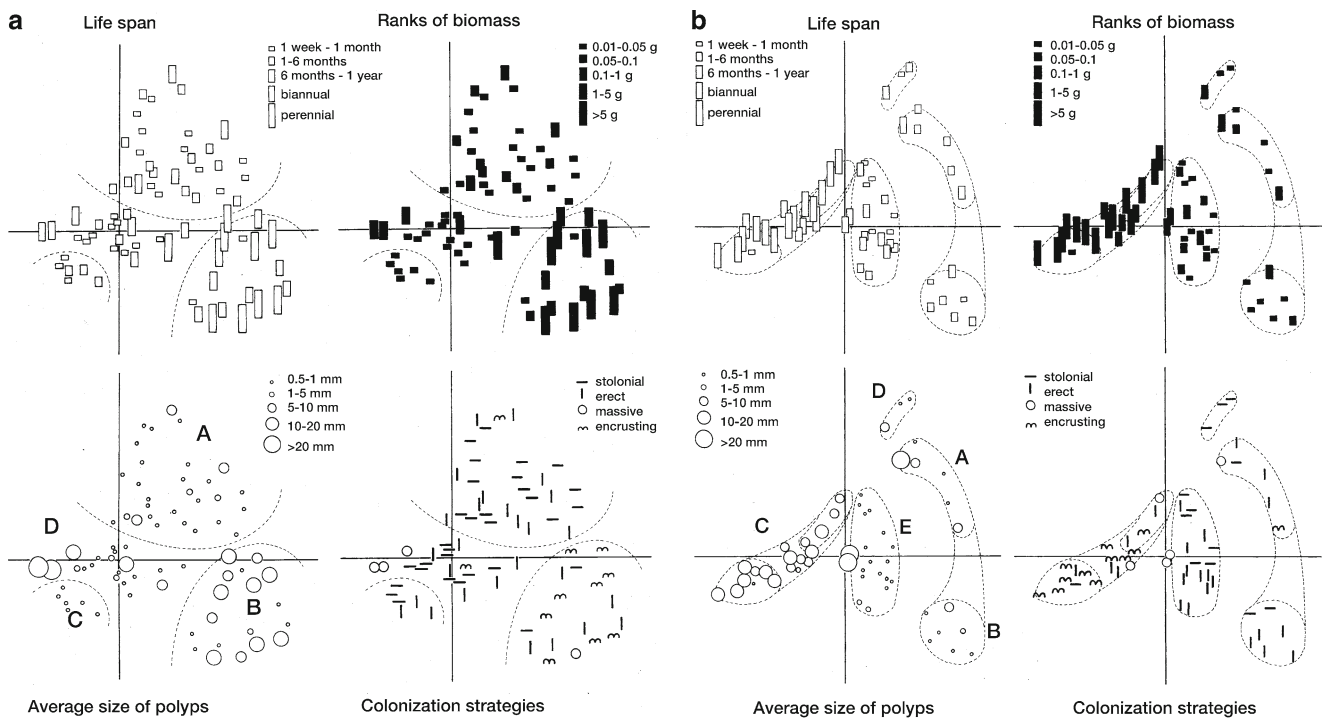 a
Life span
1 week - 1 month
1-6 months
6 months - 1 year
biannual
perennial
Ranks of biomass
0.01-0.05 g
0.05-0.1
0.1-1 g
1-5 g
>5 g
0.5-1 mm
1-5 mm
5-10 mm
10-20 mm
>20 mm
A
D
C
B
Average size of polyps
stolonial
erect
massive
encrusting
Colonization strategies
b
Life span
1 week - 1 month
1-6 months
6 months - 1 year
biannual
perennial
Ranks of biomass
0.01-0.05 g
0.05-0.1
0.1-1 g
1-5 g
>5 g
0.5-1 mm
1-5 mm
5-10 mm
10-20 mm
>20 mm
D
A
C
E
B
Average size of polyps
stolonial
erect
massive
encrusting
Colonization strategies